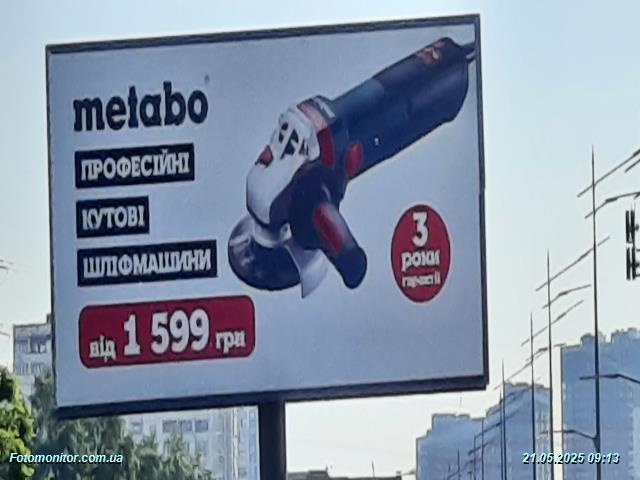 metabo
ПРОФЕСІЙНІ
КУТОВІ
ШЛІФМАШИНИ
від 1 599 грн
3
роки
гарантії
Fotomonitor.com.ua
21.05.2025 09:13